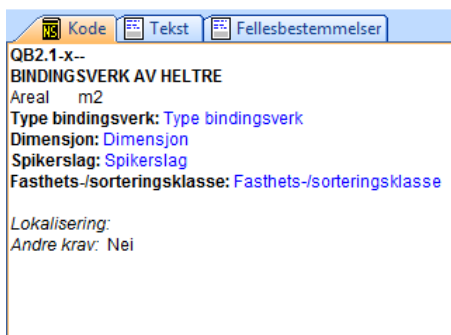 NS Kode Tekst Fellesbestemmelser
QB2.1-x--
BINDINGSVERK AV HELTRE
Areal m2
Type bindingsverk: Type bindingsverk
Dimensjon: Dimensjon
Spikerslag: Spikerslag
Fasthets-/sorteringsklasse: Fasthets-/sorteringsklasse
Lokalisering:
Andre krav: Nei